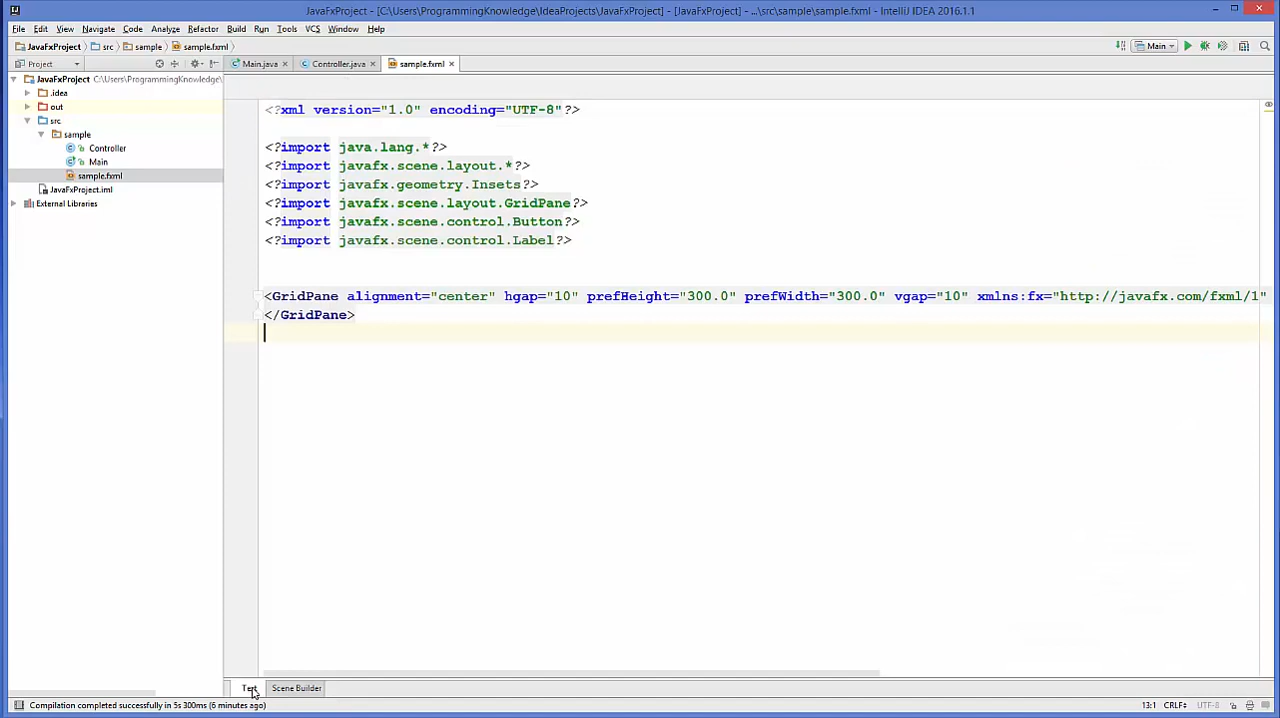 JavaFxProject - [C:\Users\ProgrammingKnowledge\IdeaProjects\JavaFxProject] - [JavaFxProject] - ...\src\sample\sample.fxml - IntelliJ IDEA 2016.1.1
File Edit View Navigate Code Analyze Refactor Build Run Tools VCS Window Help
JavaFxProject src sample sample.fxml Main
Project Main.java Controller.java sample.fxml
JavaFxProject C:\Users\ProgrammingKnowledge\
.idea
out
src
sample
Controller
Main
sample.fxml
JavaFxProject.iml
External Libraries
<?xml version="1.0" encoding="UTF-8"?>
<?import java.lang.*?>
<?import javafx.scene.layout.*?>
<?import javafx.geometry.Insets?>
<?import javafx.scene.layout.GridPane?>
<?import javafx.scene.control.Button?>
<?import javafx.scene.control.Label?>
<GridPane alignment="center" hgap="10" prefHeight="300.0" prefWidth="300.0" vgap="10" xmlns:fx="http://javafx.com/fxml/1"
</GridPane>
Text Scene Builder
Compilation completed successfully in 5s 300ms (6 minutes ago) 13:1 CRLF UTF-8